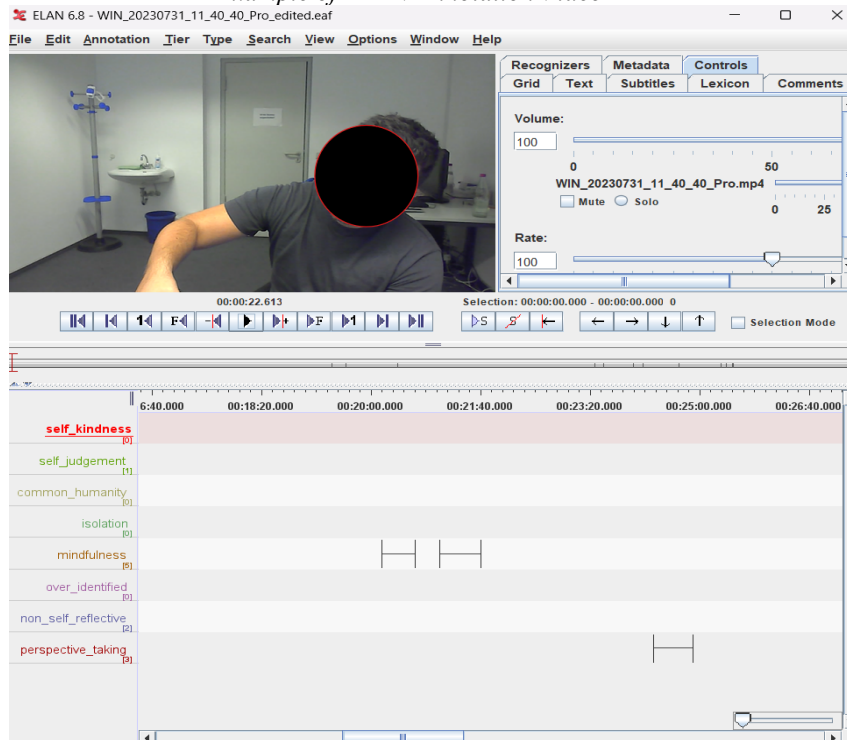 ELAN 6.8 - WIN_20230731_11_40_40_Pro_edited.eaf
File Edit Annotation Tier Type Search View Options Window Help
Recognizers Metadata Controls
Grid Text Subtitles Lexicon Comments
Volume:
100
0 50
WIN_20230731_11_40_40_Pro.mp4
Mute Solo
0 25
Rate:
100
00:00:22.613
Selection: 00:00:00.000 - 00:00:00.000 0
1 F F 1 S S
Selection Mode
6:40.000 00:18:20.000 00:20:00.000 00:21:40.000 00:23:20.000 00:25:00.000 00:26:40.000
self_kindness
[0]
self_judgement
[1]
common_humanity
[0]
isolation
[0]
mindfulness
[5]
over_identified
[0]
non_self_reflective
[2]
perspective_taking
[3]